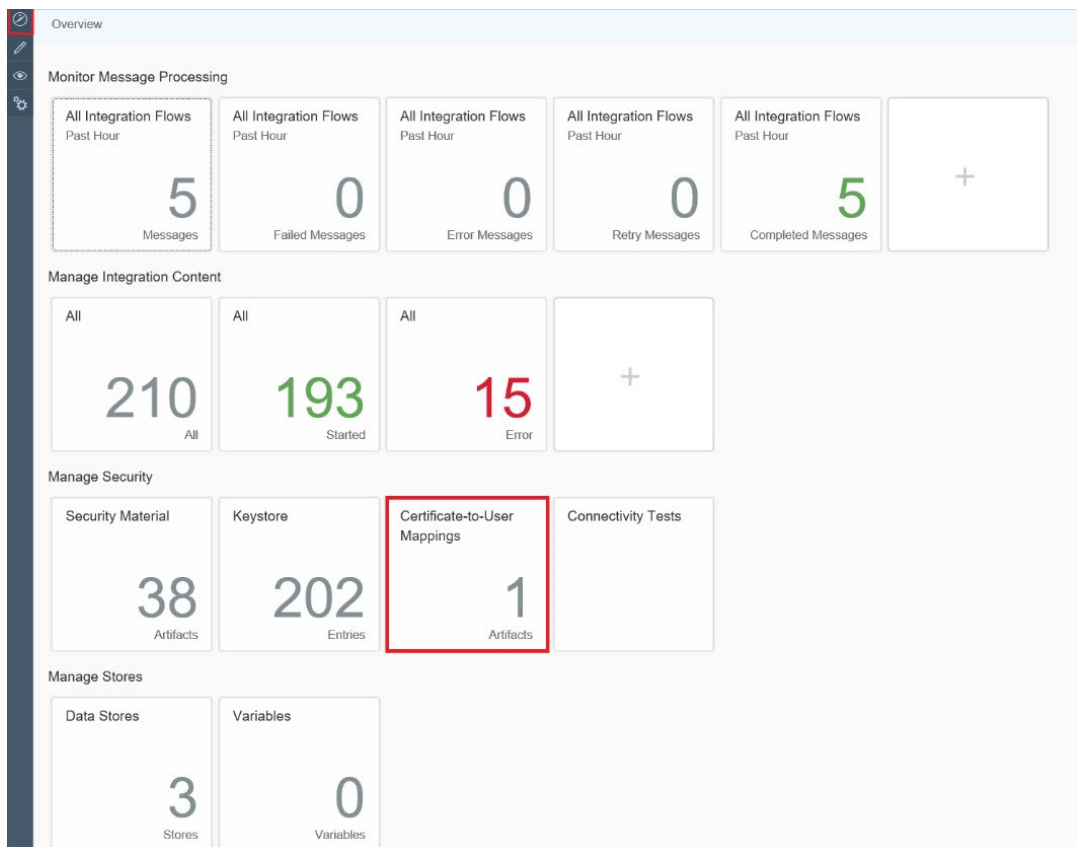 Overview
Monitor Message Processing
All Integration Flows
Past Hour
5
Messages
All Integration Flows
Past Hour
0
Failed Messages
All Integration Flows
Past Hour
0
Error Messages
All Integration Flows
Past Hour
0
Retry Messages
All Integration Flows
Past Hour
5
Completed Messages
+
Manage Integration Content
All
210
All
All
193
Started
All
15
Error
+
Manage Security
Security Material
38
Artifacts
Keystore
202
Entries
Certificate-to-User
Mappings
1
Artifacts
Connectivity Tests
Manage Stores
Data Stores
3
Stores
Variables
0
Variables